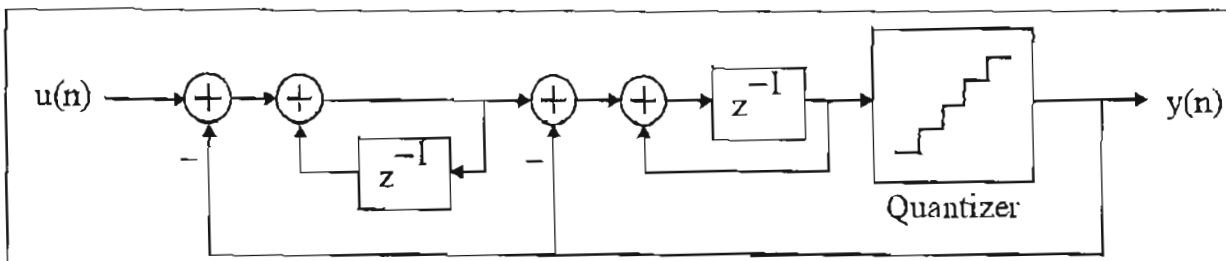 u(n)
+
+
z^-1
+
+
z^-1
y(n)
-
-
Quantizer